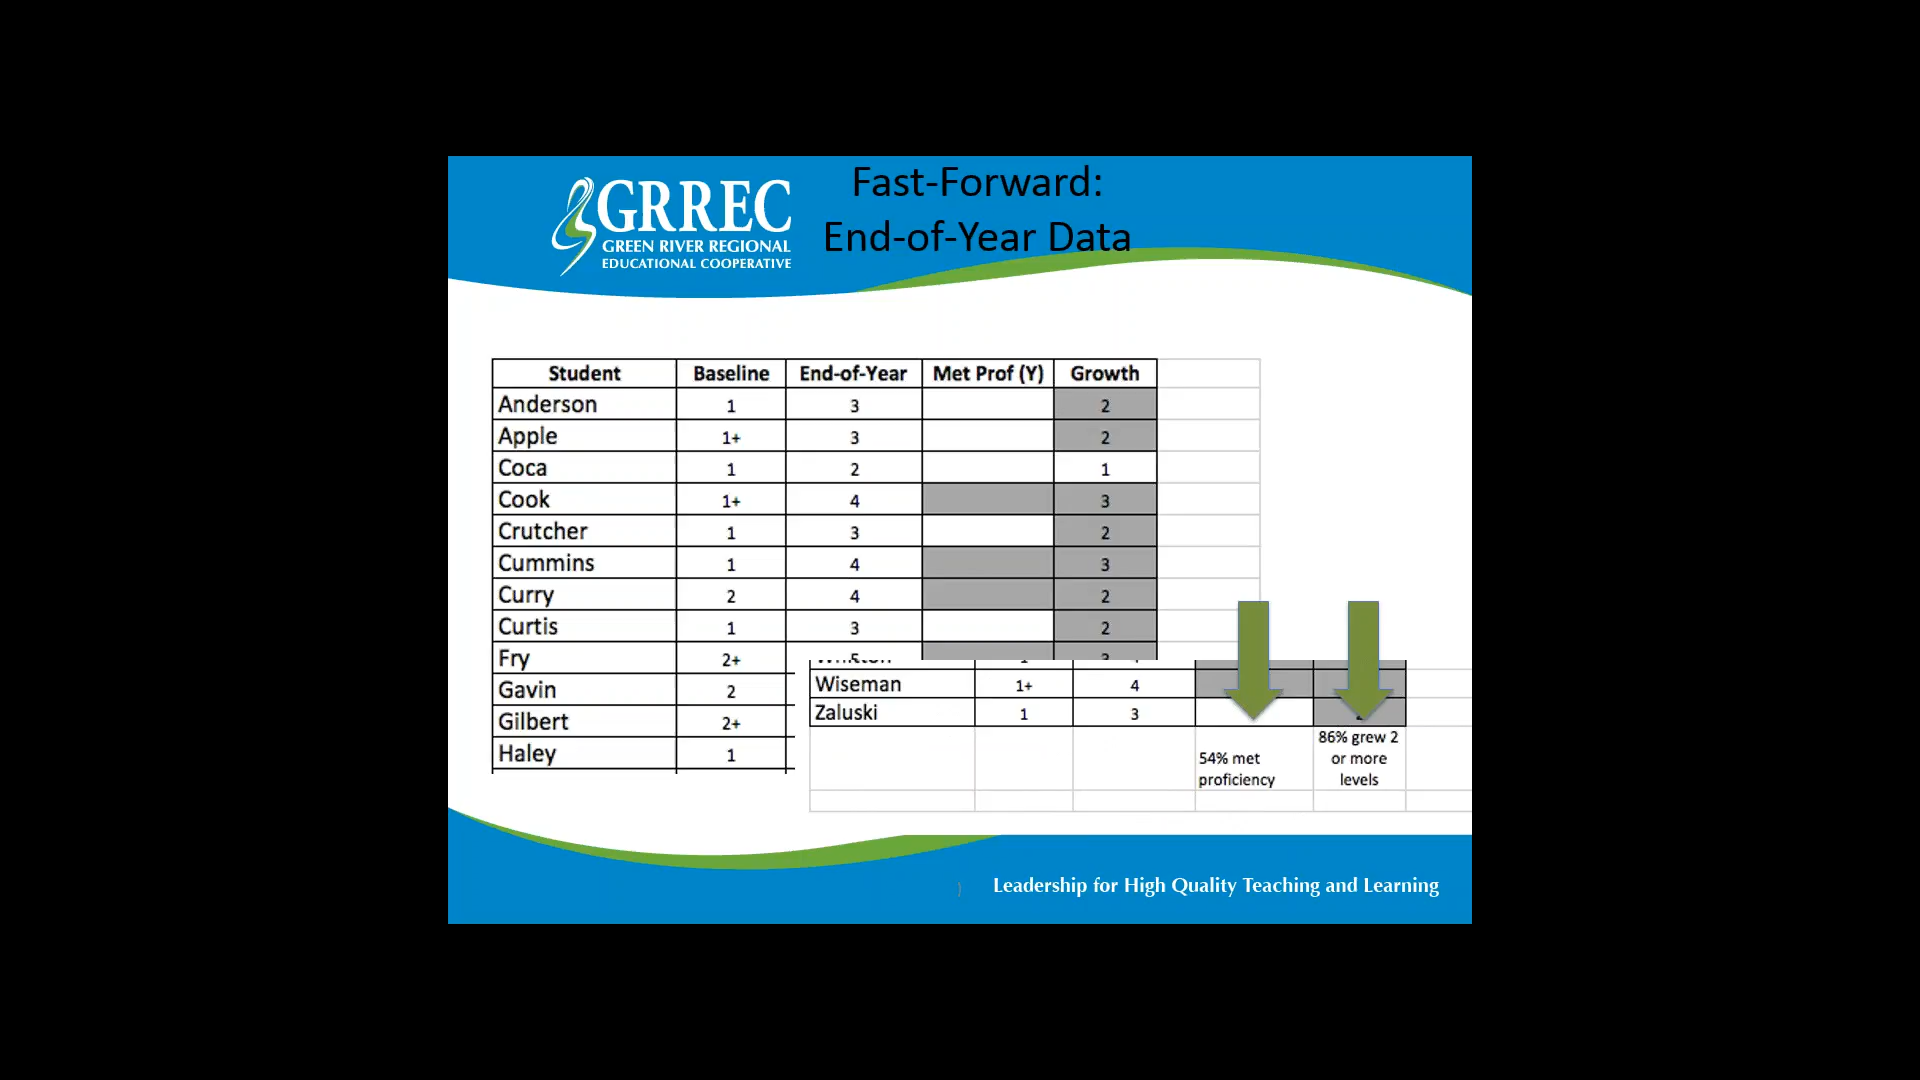 GRREC
GREEN RIVER REGIONAL
EDUCATIONAL COOPERATIVE
Fast-Forward:
End-of-Year Data
Student Baseline End-of-Year Met Prof (Y) Growth
Anderson 1 3 2
Apple 1+ 3 2
Coca 1 2 1
Cook 1+ 4 3
Crutcher 1 3 2
Cummins 1 4 3
Curry 2 4 2
Curtis 1 3 2
Fry 2+ 5 3
Gavin 2
Gilbert 2+
Haley 1
Wiseman 1+ 4
Zaluski 1 3
54% met
proficiency
86% grew 2
or more
levels
Leadership for High Quality Teaching and Learning